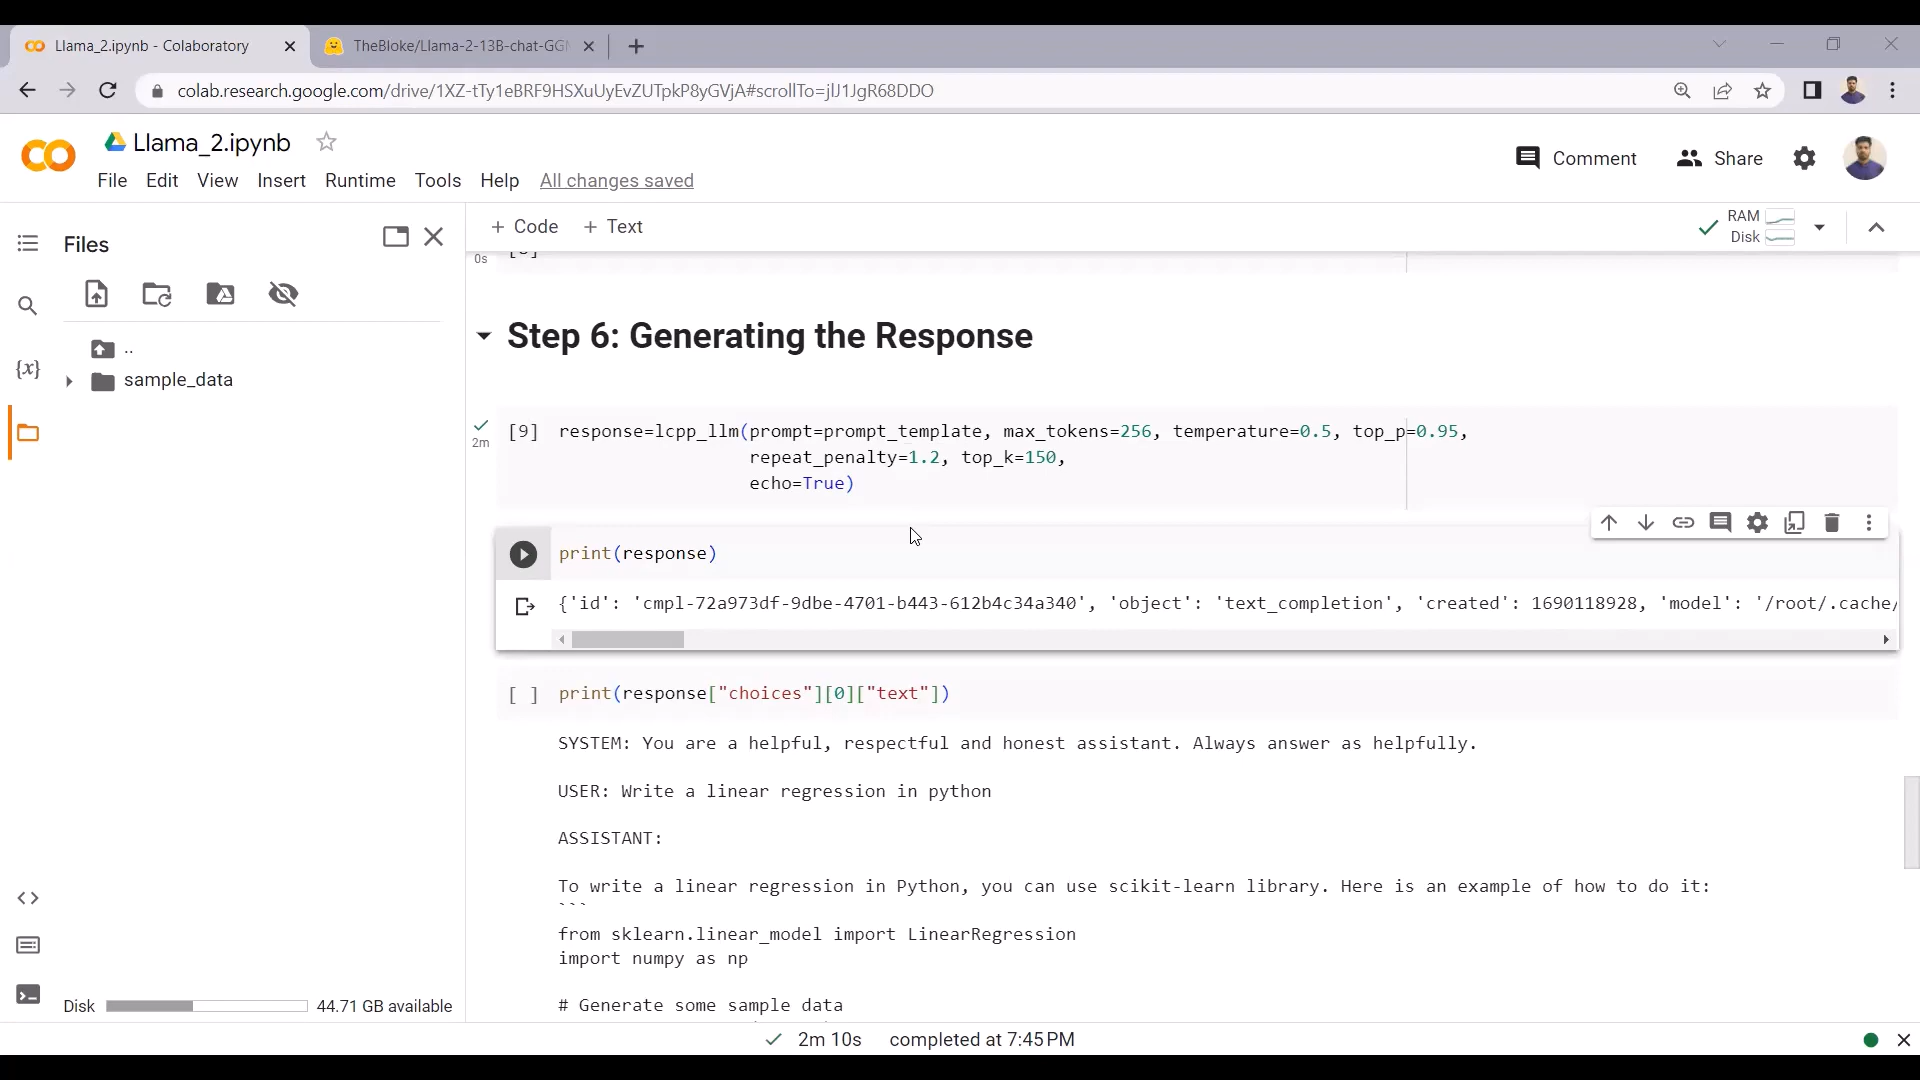 Llama_2.ipynb - Colaboratory
TheBloke/Llama-2-13B-chat-GG
colab.research.google.com/drive/1XZ-tTy1eBRF9HSXuUyEvZUTpkP8yGVjA#scrollTo=jlJ1JgR68DDO
Llama_2.ipynb
Comment
Share
File Edit View Insert Runtime Tools Help All changes saved
Files
+ Code + Text
RAM
Disk
0s
Step 6: Generating the Response
..
{x}
sample_data
2m
[9] response=lcpp_llm(prompt=prompt_template, max_tokens=256, temperature=0.5, top_p=0.95,
repeat_penalty=1.2, top_k=150,
echo=True)
print(response)
{'id': 'cmpl-72a973df-9dbe-4701-b443-612b4c34a340', 'object': 'text_completion', 'created': 1690118928, 'model': '/root/.cache/
[ ] print(response["choices"][0]["text"])
SYSTEM: You are a helpful, respectful and honest assistant. Always answer as helpfully.
USER: Write a linear regression in python
ASSISTANT:
To write a linear regression in Python, you can use scikit-learn library. Here is an example of how to do it:
```
from sklearn.linear_model import LinearRegression
import numpy as np
# Generate some sample data
Disk 44.71 GB available
2m 10s completed at 7:45 PM